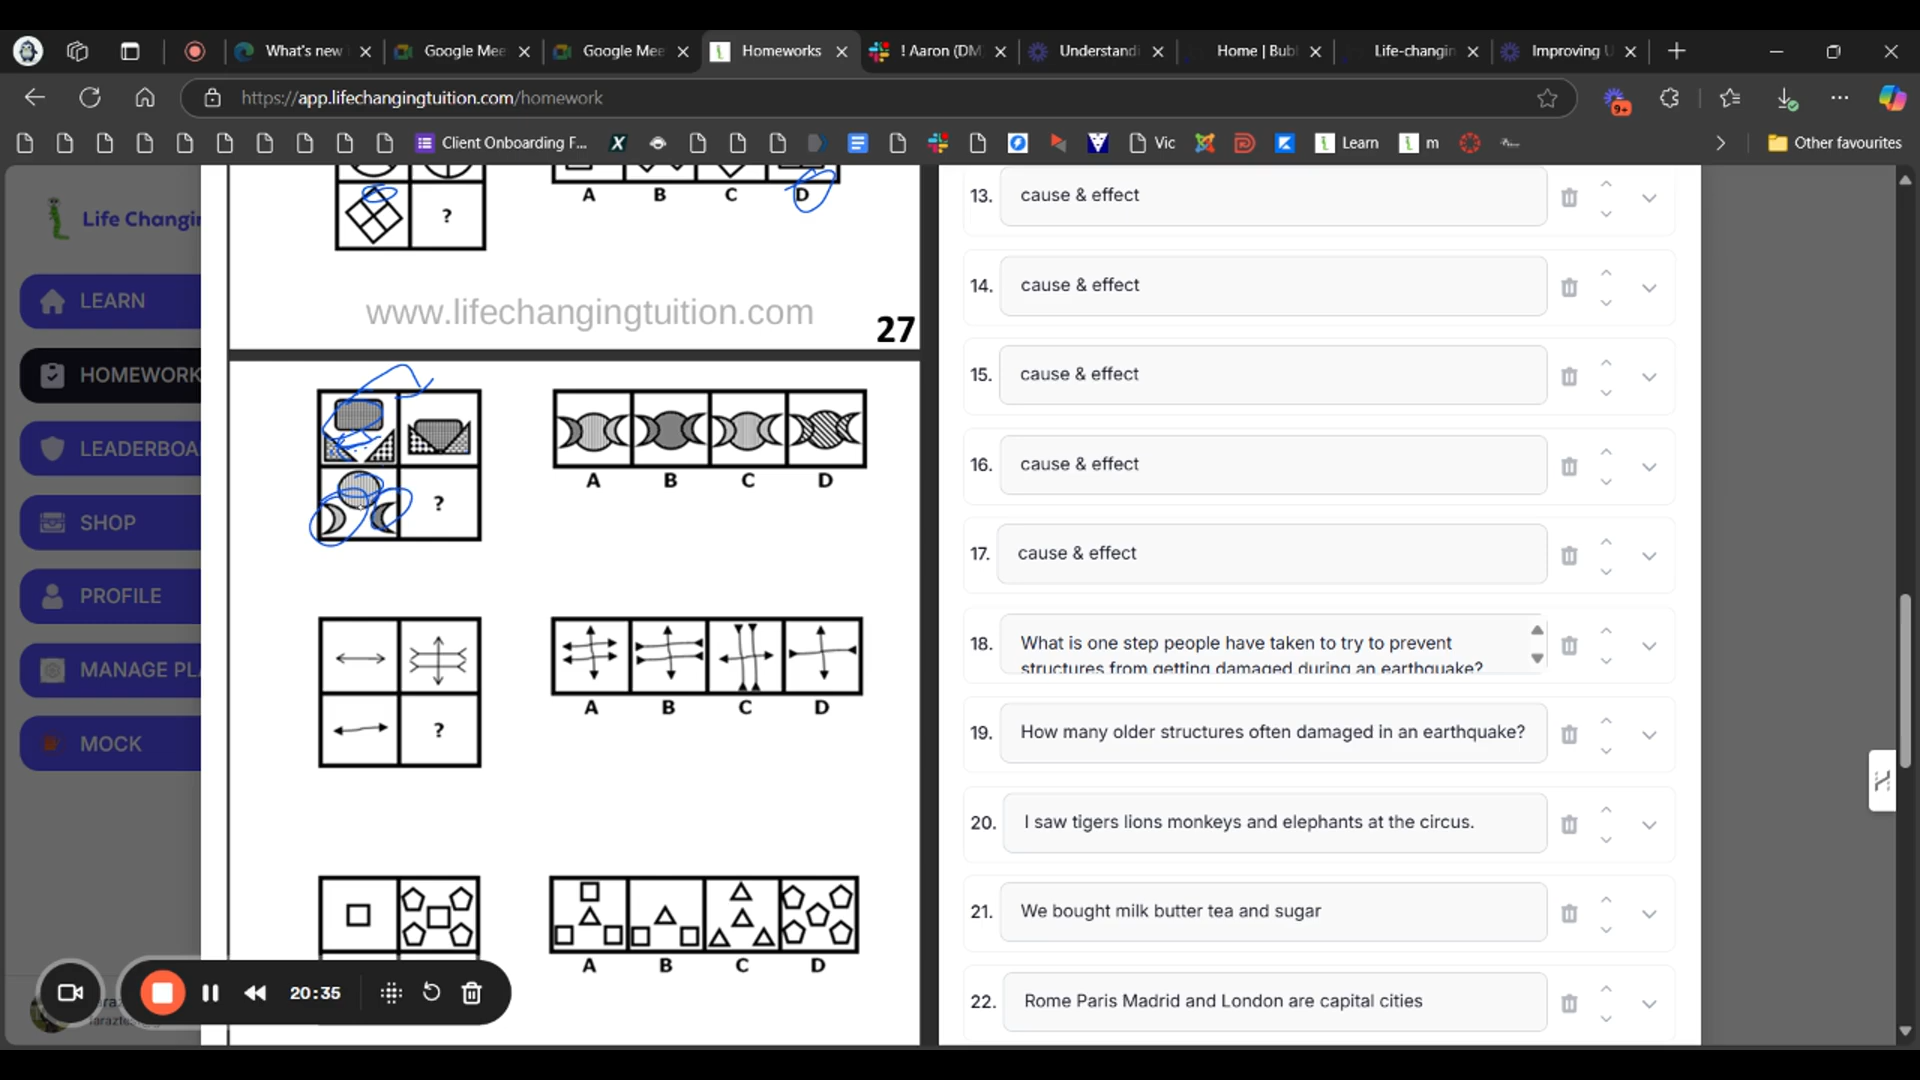 What's new
Google Mee
Google Mee
Homeworks
! Aaron (DM
Understandi
Home | Bub
Life-changin
Improving U
https://app.lifechangingtuition.com/homework
9+
Client Onboarding F...
Vic
Learn
m
Other favourites
Life Changi
LEARN
HOMEWORK
LEADERBOA
SHOP
PROFILE
MANAGE PL
MOCK
?
A B C D
www.lifechangingtuition.com
27
?
A B C D
?
A B C D
A B C D
20:35
13. cause & effect
14. cause & effect
15. cause & effect
16. cause & effect
17. cause & effect
18. What is one step people have taken to try to prevent
structures from getting damaged during an earthquake?
19. How many older structures often damaged in an earthquake?
20. I saw tigers lions monkeys and elephants at the circus.
21. We bought milk butter tea and sugar
22. Rome Paris Madrid and London are capital cities